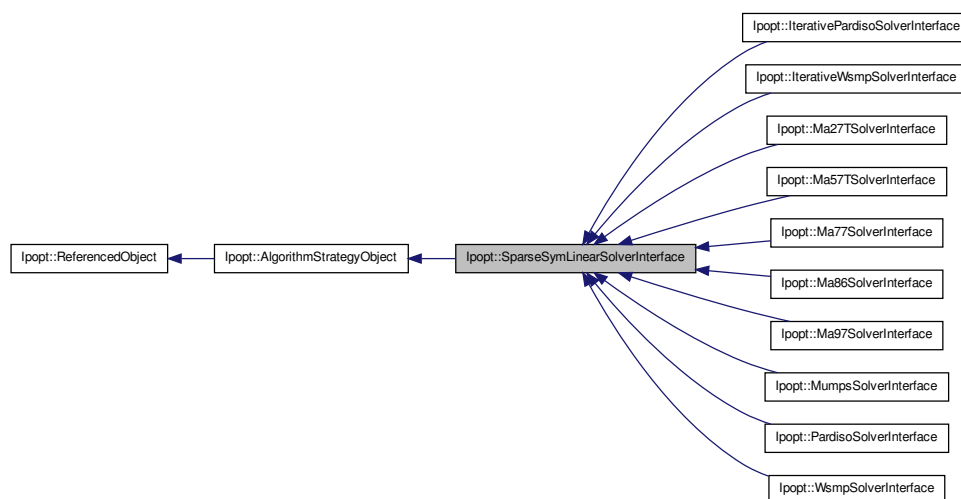 Ipopt::IterativePardisoSolverInterface
Ipopt::IterativeWsmpSolverInterface
Ipopt::Ma27TSolverInterface
Ipopt::Ma57TSolverInterface
Ipopt::Ma77SolverInterface
Ipopt::ReferencedObject
Ipopt::AlgorithmStrategyObject
Ipopt::SparseSymLinearSolverInterface
Ipopt::Ma86SolverInterface
Ipopt::Ma97SolverInterface
Ipopt::MumpsSolverInterface
Ipopt::PardisoSolverInterface
Ipopt::WsmpSolverInterface